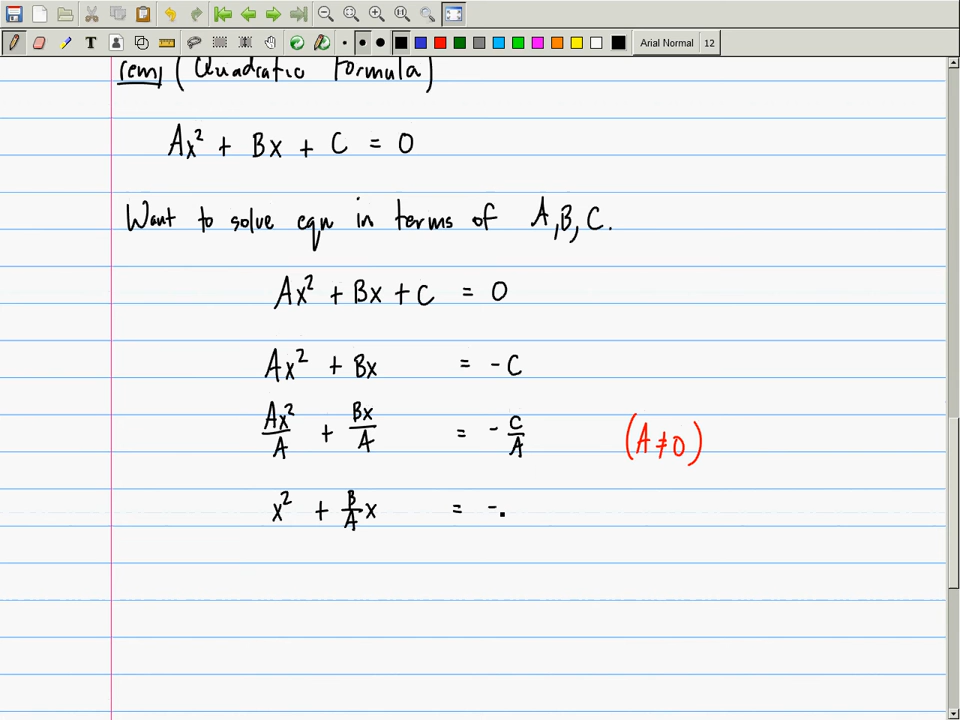 Arial Normal 12
rem) (Quadratic Formula)
Ax² + Bx + C = 0
Want to solve eqn in terms of A, B, C.
Ax² + Bx + C = 0
Ax² + Bx = -C
Ax²/A + Bx/A = -C/A (A≠0)
x² + B/A x = -